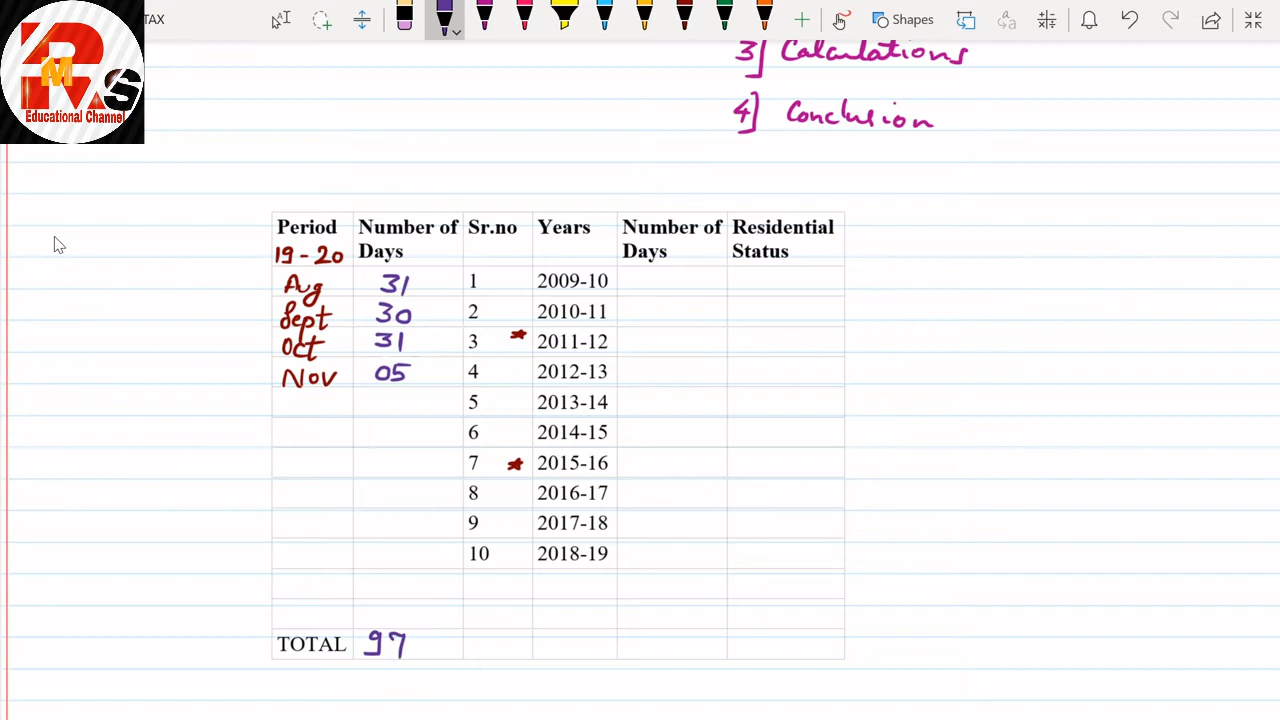 TAX
Shapes
RMS
Educational Channel
3] Calculations
4] Conclusion
Period 19-20 Number of Days Sr.no Years Number of Days Residential Status
Aug 31 1 2009-10
Sept 30 2 2010-11
Oct 31 3 * 2011-12
Nov 05 4 2012-13
5 2013-14
6 2014-15
7 * 2015-16
8 2016-17
9 2017-18
10 2018-19
TOTAL 97